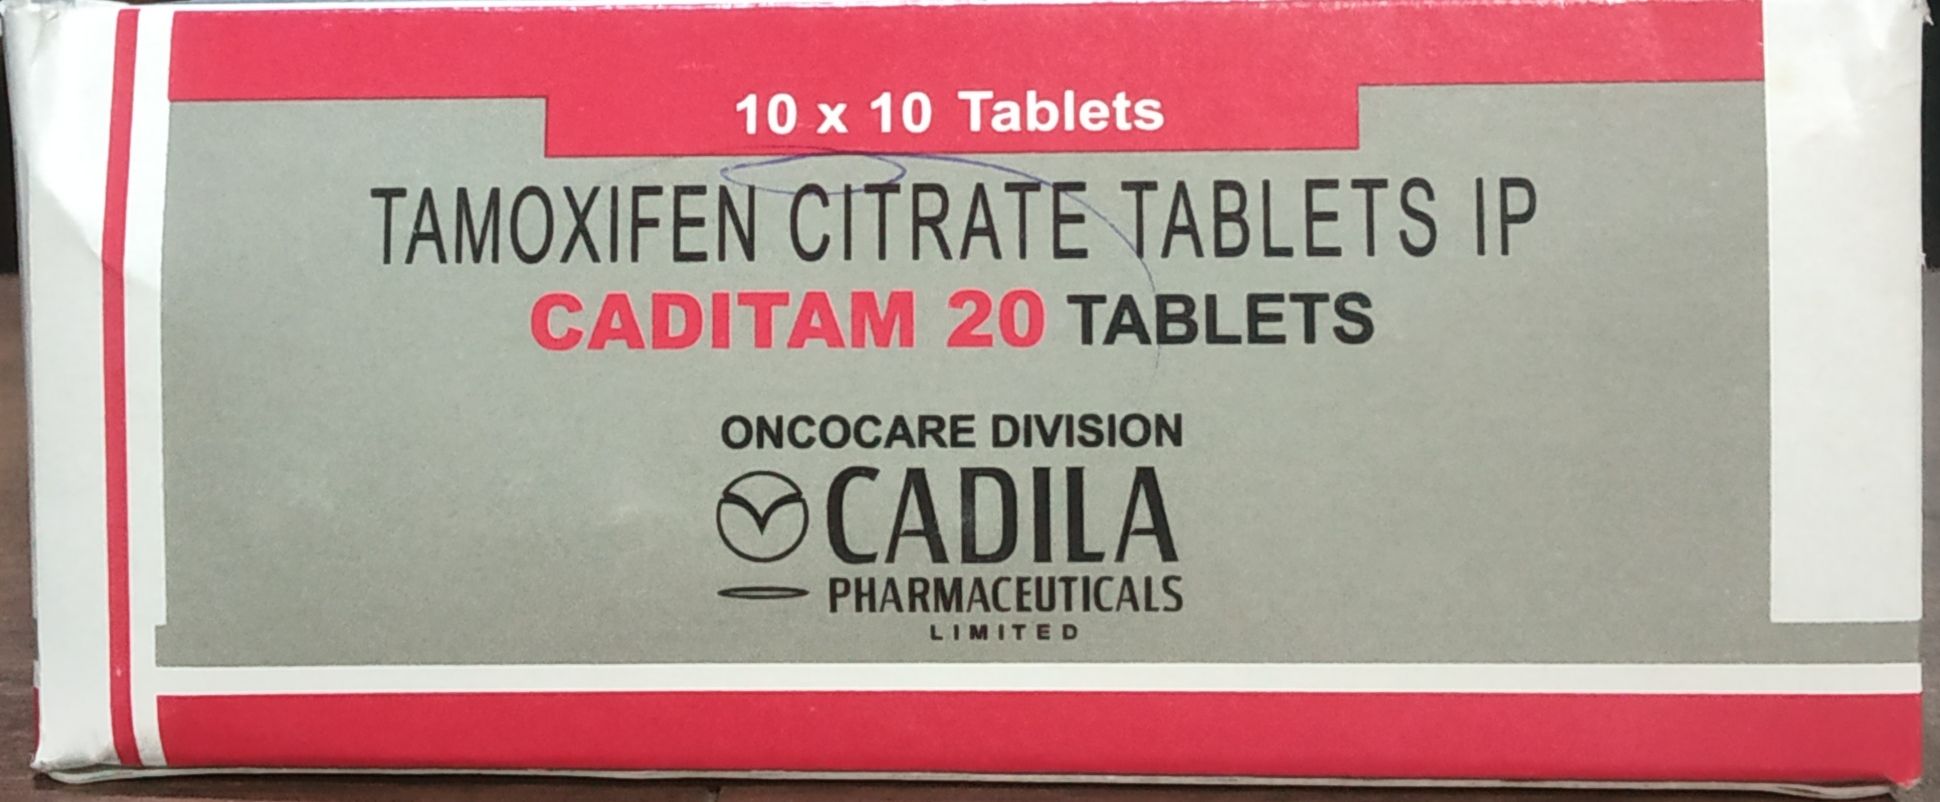 10 x 10 Tablets
TAMOXIFEN CITRATE TABLETS IP
CADITAM 20 TABLETS
ONCOCARE DIVISION
CADILA
PHARMACEUTICALS
LIMITED